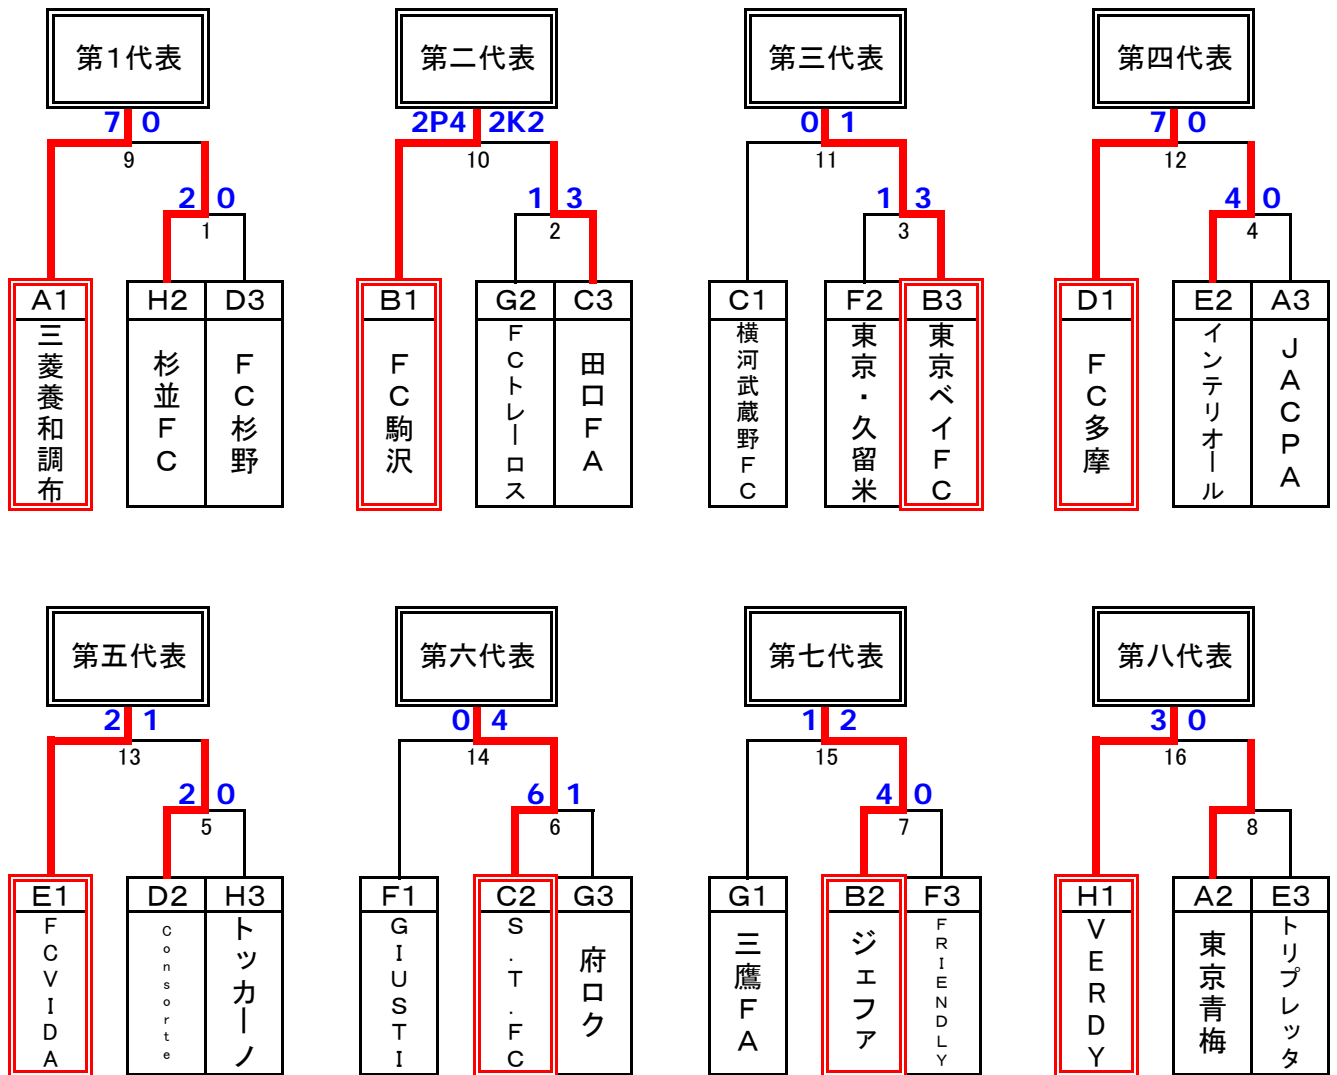 第1代表 第二代表 第三代表 第四代表
7 0 2P4 2K2 0 1 7 0
9 10 11 12
2 0 1 3 1 3 4 0
1 2 3 4
A1 H2 D3 B1 G2 C3 C1 F2 B3 D1 E2 A3
三菱養和調布
杉並FC
FC杉野
FC駒沢
FCトレーロス
田口FA
横河武蔵野FC
東京・久留米
東京ベイFC
FC多摩
インテリオール
JACPA
第五代表 第六代表 第七代表 第八代表
2 1 0 4 1 2 3 0
13 14 15 16
2 0 6 1 4 0
5 6 7 8
E1 D2 H3 F1 C2 G3 G1 B2 F3 H1 A2 E3
FCVIDA
Consorte
トッカーノ
GIUSTI
S.T.FC
府ロク
三鷹FA
ジェファ
FRIENDLY
VERDY
東京青梅
トリプレッタ